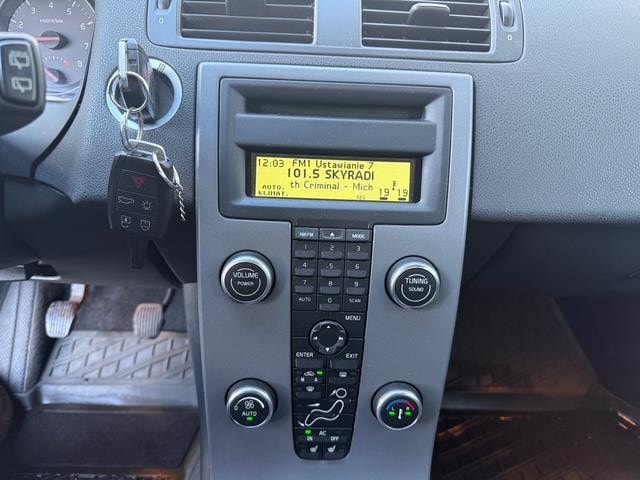 12:03 FM1 Ustawianie 7
101.5 SKYRADI
th Criminal - Mich
AUTO.
KLIMAT.
REG
19 19
AM/FM
MODE
1 2 3
4 5 6
7 8 9
AUTO 0 SCAN
VOLUME
POWER
TUNING
SOUND
MENU
ENTER EXIT
M A
AUTO
AC
ON OFF